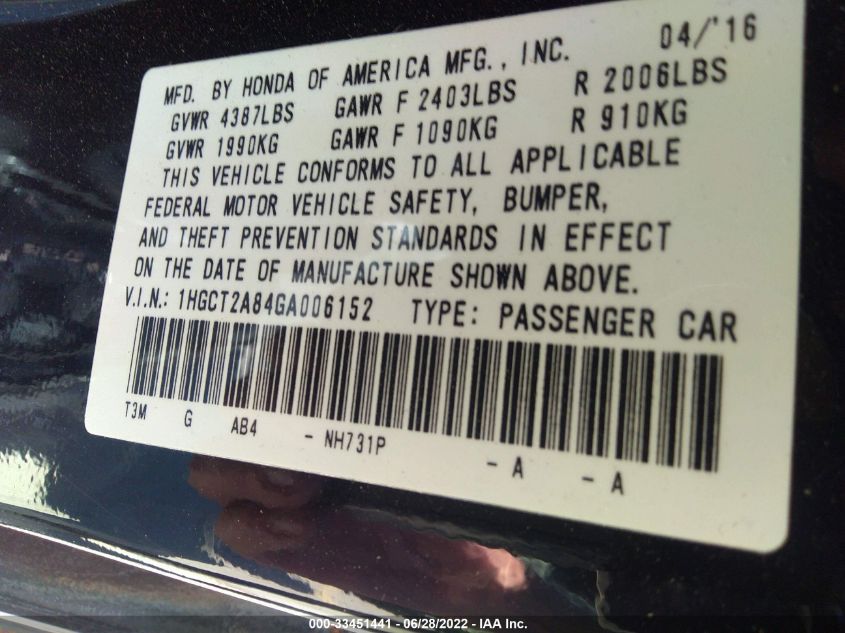 MFD. BY HONDA OF AMERICA MFG., INC. 04/'16
GVWR 4387LBS GAWR F 2403LBS R 2006LBS
GVWR 1990KG GAWR F 1090KG R 910KG
THIS VEHICLE CONFORMS TO ALL APPLICABLE
FEDERAL MOTOR VEHICLE SAFETY, BUMPER,
AND THEFT PREVENTION STANDARDS IN EFFECT
ON THE DATE OF MANUFACTURE SHOWN ABOVE.
V.I.N.: 1HGCT2A84GA006152 TYPE: PASSENGER CAR
T3M G AB4 - NH731P - A - A
000-33451441 - 06/28/2022 - IAA Inc.